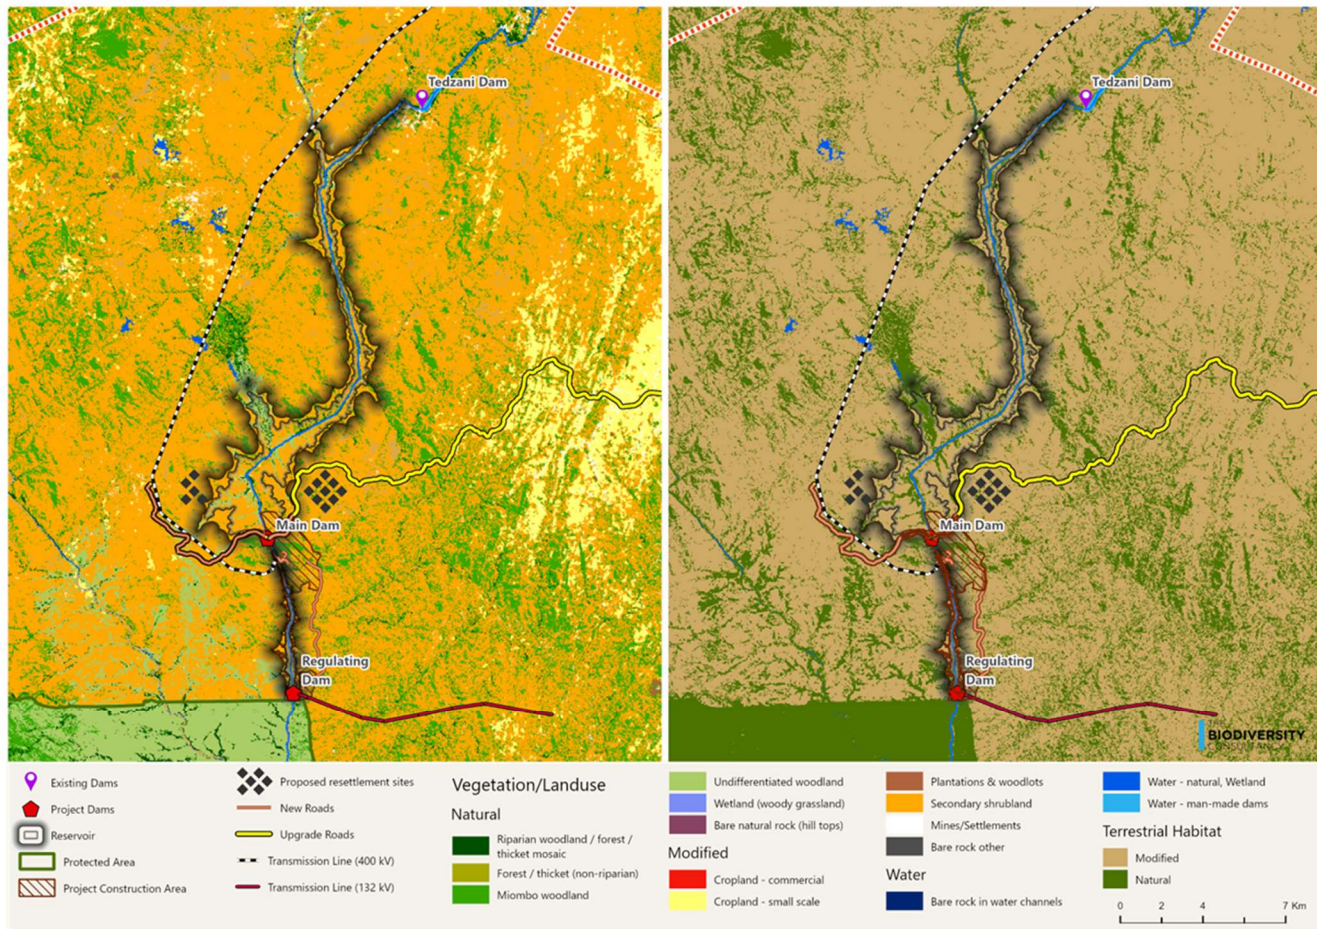 Tedzani Dam
Main Dam
Regulating
Dam
Tedzani Dam
Main Dam
Regulating
Dam
THE
BIODIVERSITY
CONSULTANCY
Existing Dams
Project Dams
Reservoir
Protected Area
Project Construction Area
Proposed resettlement sites
New Roads
Upgrade Roads
Transmission Line (400 kV)
Transmission Line (132 kV)
Vegetation/Landuse
Natural
Riparian woodland / forest /
thicket mosaic
Forest / thicket (non-riparian)
Miombo woodland
Undifferentiated woodland
Wetland (woody grassland)
Bare natural rock (hill tops)
Modified
Cropland - commercial
Cropland - small scale
Plantations & woodlots
Secondary shrubland
Mines/Settlements
Bare rock other
Water
Bare rock in water channels
Water - natural, Wetland
Water - man-made dams
Terrestrial Habitat
Modified
Natural
0 2 4 7 Km